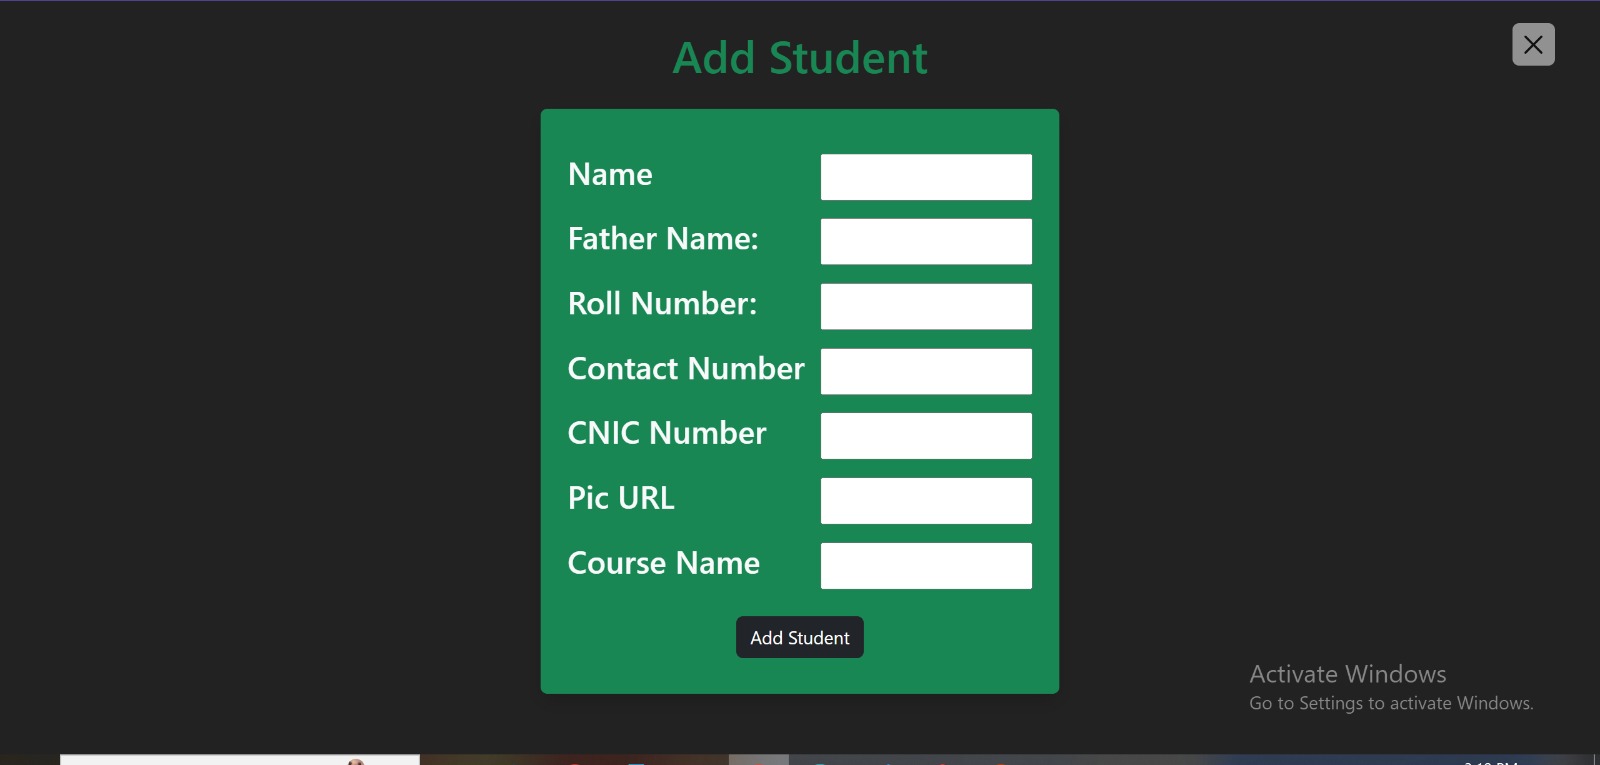 Add Student
Name
Father Name:
Roll Number:
Contact Number
CNIC Number
Pic URL
Course Name
Add Student
Activate Windows
Go to Settings to activate Windows.